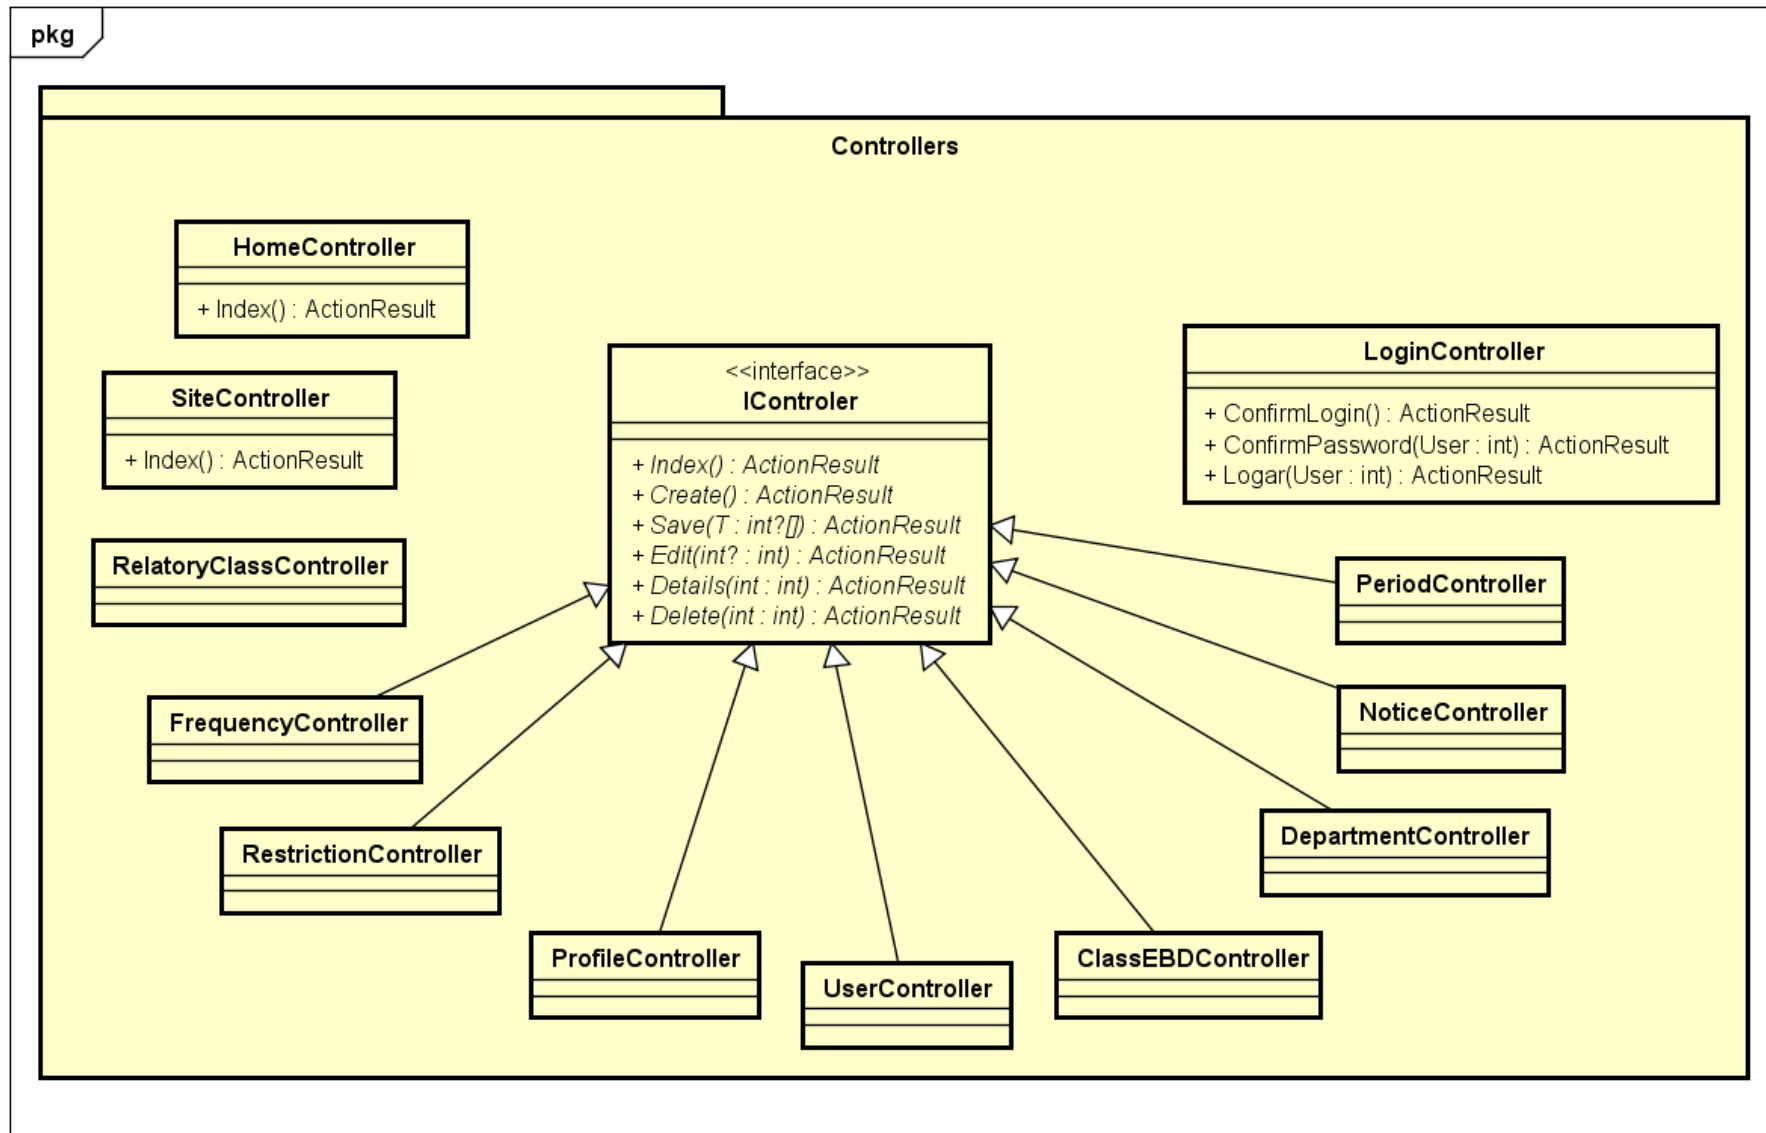 pkg
Controllers
HomeController
+ Index() : ActionResult
SiteController
+ Index() : ActionResult
RelatoryClassController
<<interface>>
IControler
+ Index() : ActionResult
+ Create() : ActionResult
+ Save(T : int?[]) : ActionResult
+ Edit(int? : int) : ActionResult
+ Details(int : int) : ActionResult
+ Delete(int : int) : ActionResult
LoginController
+ ConfirmLogin() : ActionResult
+ ConfirmPassword(User : int) : ActionResult
+ Logar(User : int) : ActionResult
PeriodController
FrequencyController
NoticeController
RestrictionController
DepartmentController
ProfileController
UserController
ClassEBDController